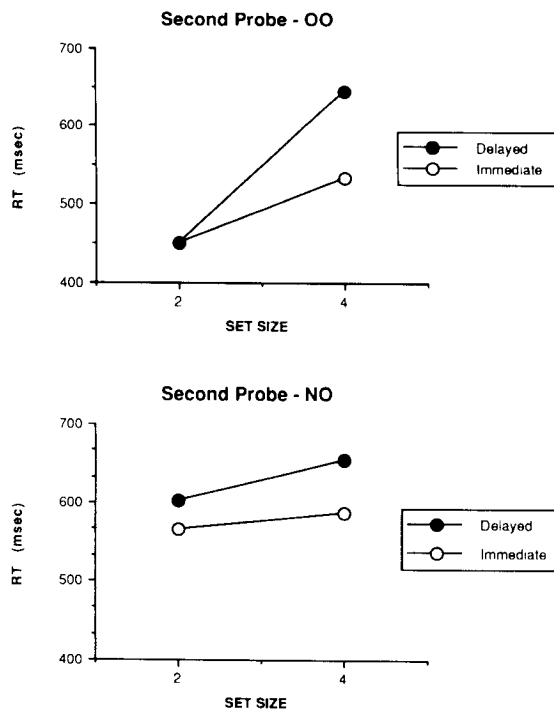 Second Probe - OO
700
600
500
400
RT (msec)
2
4
SET SIZE
Delayed
Immediate
Second Probe - NO
700
600
500
400
RT (msec)
2
4
SET SIZE
Delayed
Immediate